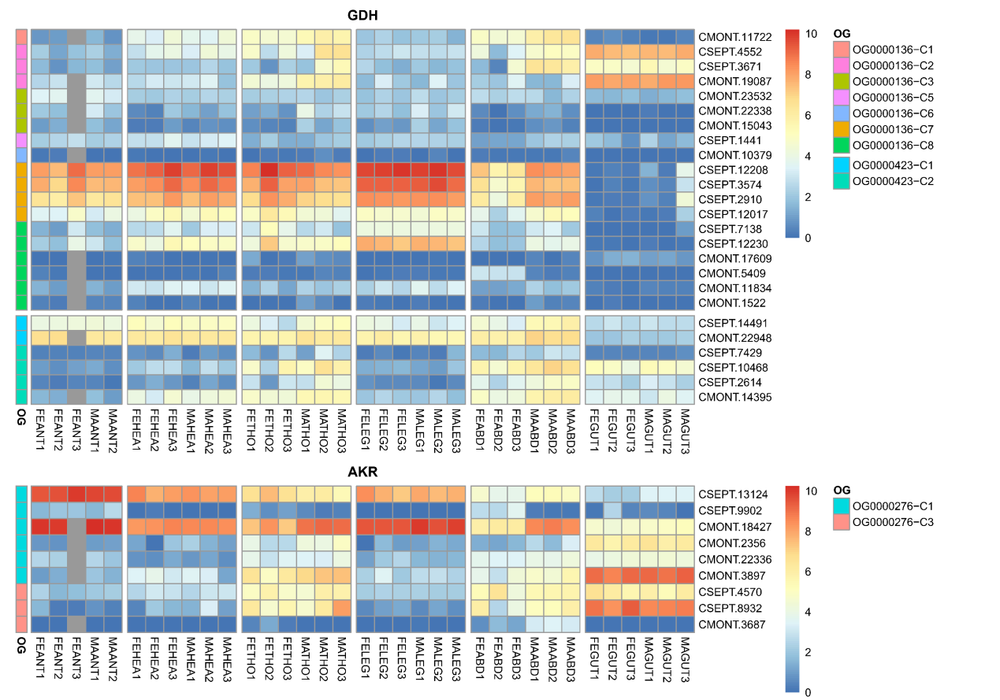 GDH
CMONT.11722
CSEPT.4552
CSEPT.3671
CMONT.19087
CMONT.23532
CMONT.22338
CMONT.15043
CSEPT.1441
CMONT.10379
CSEPT.12208
CSEPT.3574
CSEPT.2910
CSEPT.12017
CSEPT.7138
CSEPT.12230
CMONT.17609
CMONT.5409
CMONT.11834
CMONT.1522
CSEPT.14491
CMONT.22948
CSEPT.7429
CSEPT.10468
CSEPT.2614
CMONT.14395
10
8
6
4
2
0
OG
OG0000136−C1
OG0000136−C2
OG0000136−C3
OG0000136−C5
OG0000136−C6
OG0000136−C7
OG0000136−C8
OG0000423−C1
OG0000423−C2
OG
FEANT1
FEANT2
FEANT3
MAANT1
MAANT2
FEHEA1
FEHEA2
FEHEA3
MAHEA1
MAHEA2
MAHEA3
FETHO1
FETHO2
FETHO3
MATHO1
MATHO2
MATHO3
FELEG1
FELEG2
FELEG3
MALEG1
MALEG2
MALEG3
FEABD1
FEABD2
FEABD3
MAABD1
MAABD2
MAABD3
FEGUT1
FEGUT2
FEGUT3
MAGUT1
MAGUT2
MAGUT3
AKR
CSEPT.13124
CSEPT.9902
CMONT.18427
CMONT.2356
CMONT.22336
CMONT.3897
CSEPT.4570
CSEPT.8932
CMONT.3687
10
8
6
4
2
0
OG
OG0000276−C1
OG0000276−C3
OG
FEANT1
FEANT2
FEANT3
MAANT1
MAANT2
FEHEA1
FEHEA2
FEHEA3
MAHEA1
MAHEA2
MAHEA3
FETHO1
FETHO2
FETHO3
MATHO1
MATHO2
MATHO3
FELEG1
FELEG2
FELEG3
MALEG1
MALEG2
MALEG3
FEABD1
FEABD2
FEABD3
MAABD1
MAABD2
MAABD3
FEGUT1
FEGUT2
FEGUT3
MAGUT1
MAGUT2
MAGUT3